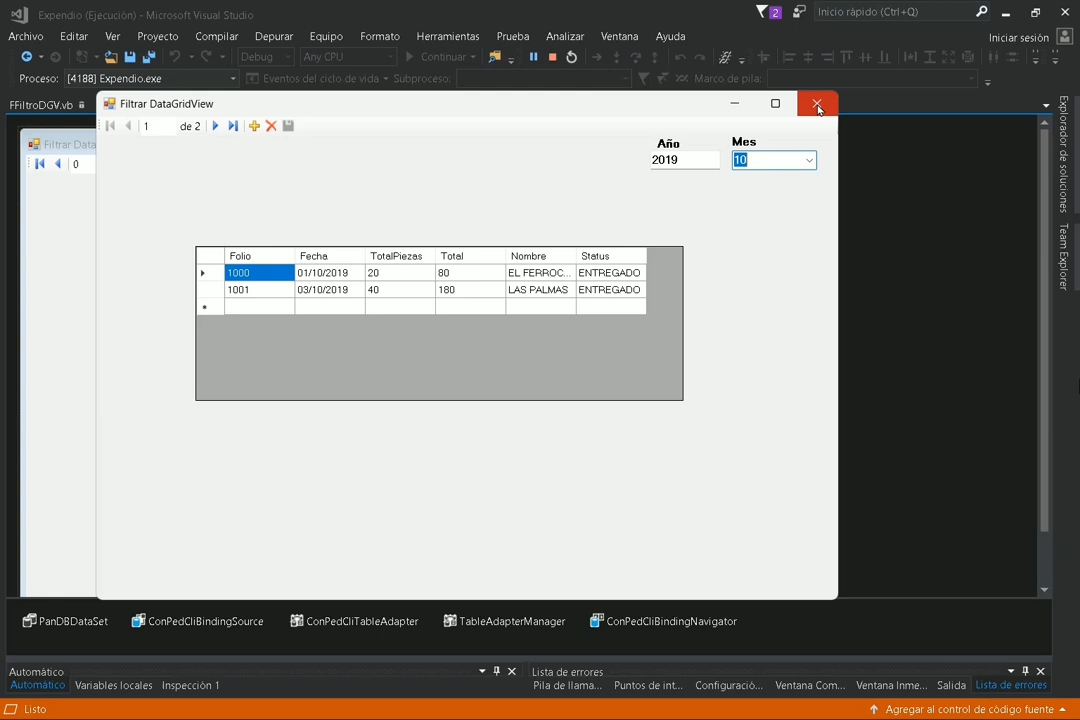 Expendio (Ejecución) - Microsoft Visual Studio
2
Inicio rápido (Ctrl+Q)
Archivo Editar Ver Proyecto Compilar Depurar Equipo Formato Herramientas Prueba Analizar Ventana Ayuda
Iniciar sesión
Debug Any CPU Continuar
Proceso: [4188] Expendio.exe Eventos del ciclo de vida Subproceso: Marco de pila:
FFiltroDGV.vb
Filtrar Data
0
Filtrar DataGridView
1 de 2
Año Mes
2019 10
Folio Fecha TotalPiezas Total Nombre Status
1000 01/10/2019 20 80 EL FERROC... ENTREGADO
1001 03/10/2019 40 180 LAS PALMAS ENTREGADO
Explorador de soluciones
Team Explorer
PanDBDataSet ConPedCliBindingSource ConPedCliTableAdapter TableAdapterManager ConPedCliBindingNavigator
Automático Lista de errores
Automático Variables locales Inspección 1 Pila de llama... Puntos de int... Configuració... Ventana Com... Ventana Inme... Salida Lista de errores
Listo Agregar al control de código fuente